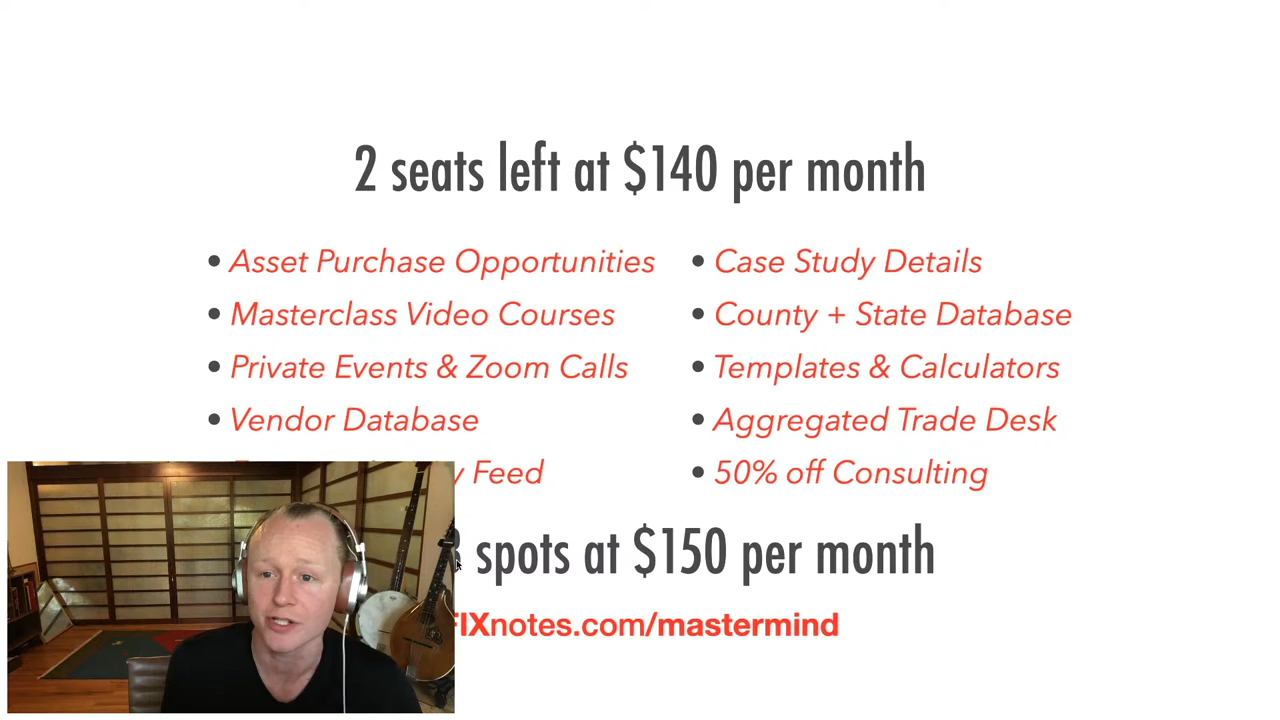 2 seats left at $140 per month
• Asset Purchase Opportunities
• Masterclass Video Courses
• Private Events & Zoom Calls
• Vendor Database
Feed
• Case Study Details
• County + State Database
• Templates & Calculators
• Aggregated Trade Desk
• 50% off Consulting
spots at $150 per month
FIXnotes.com/mastermind